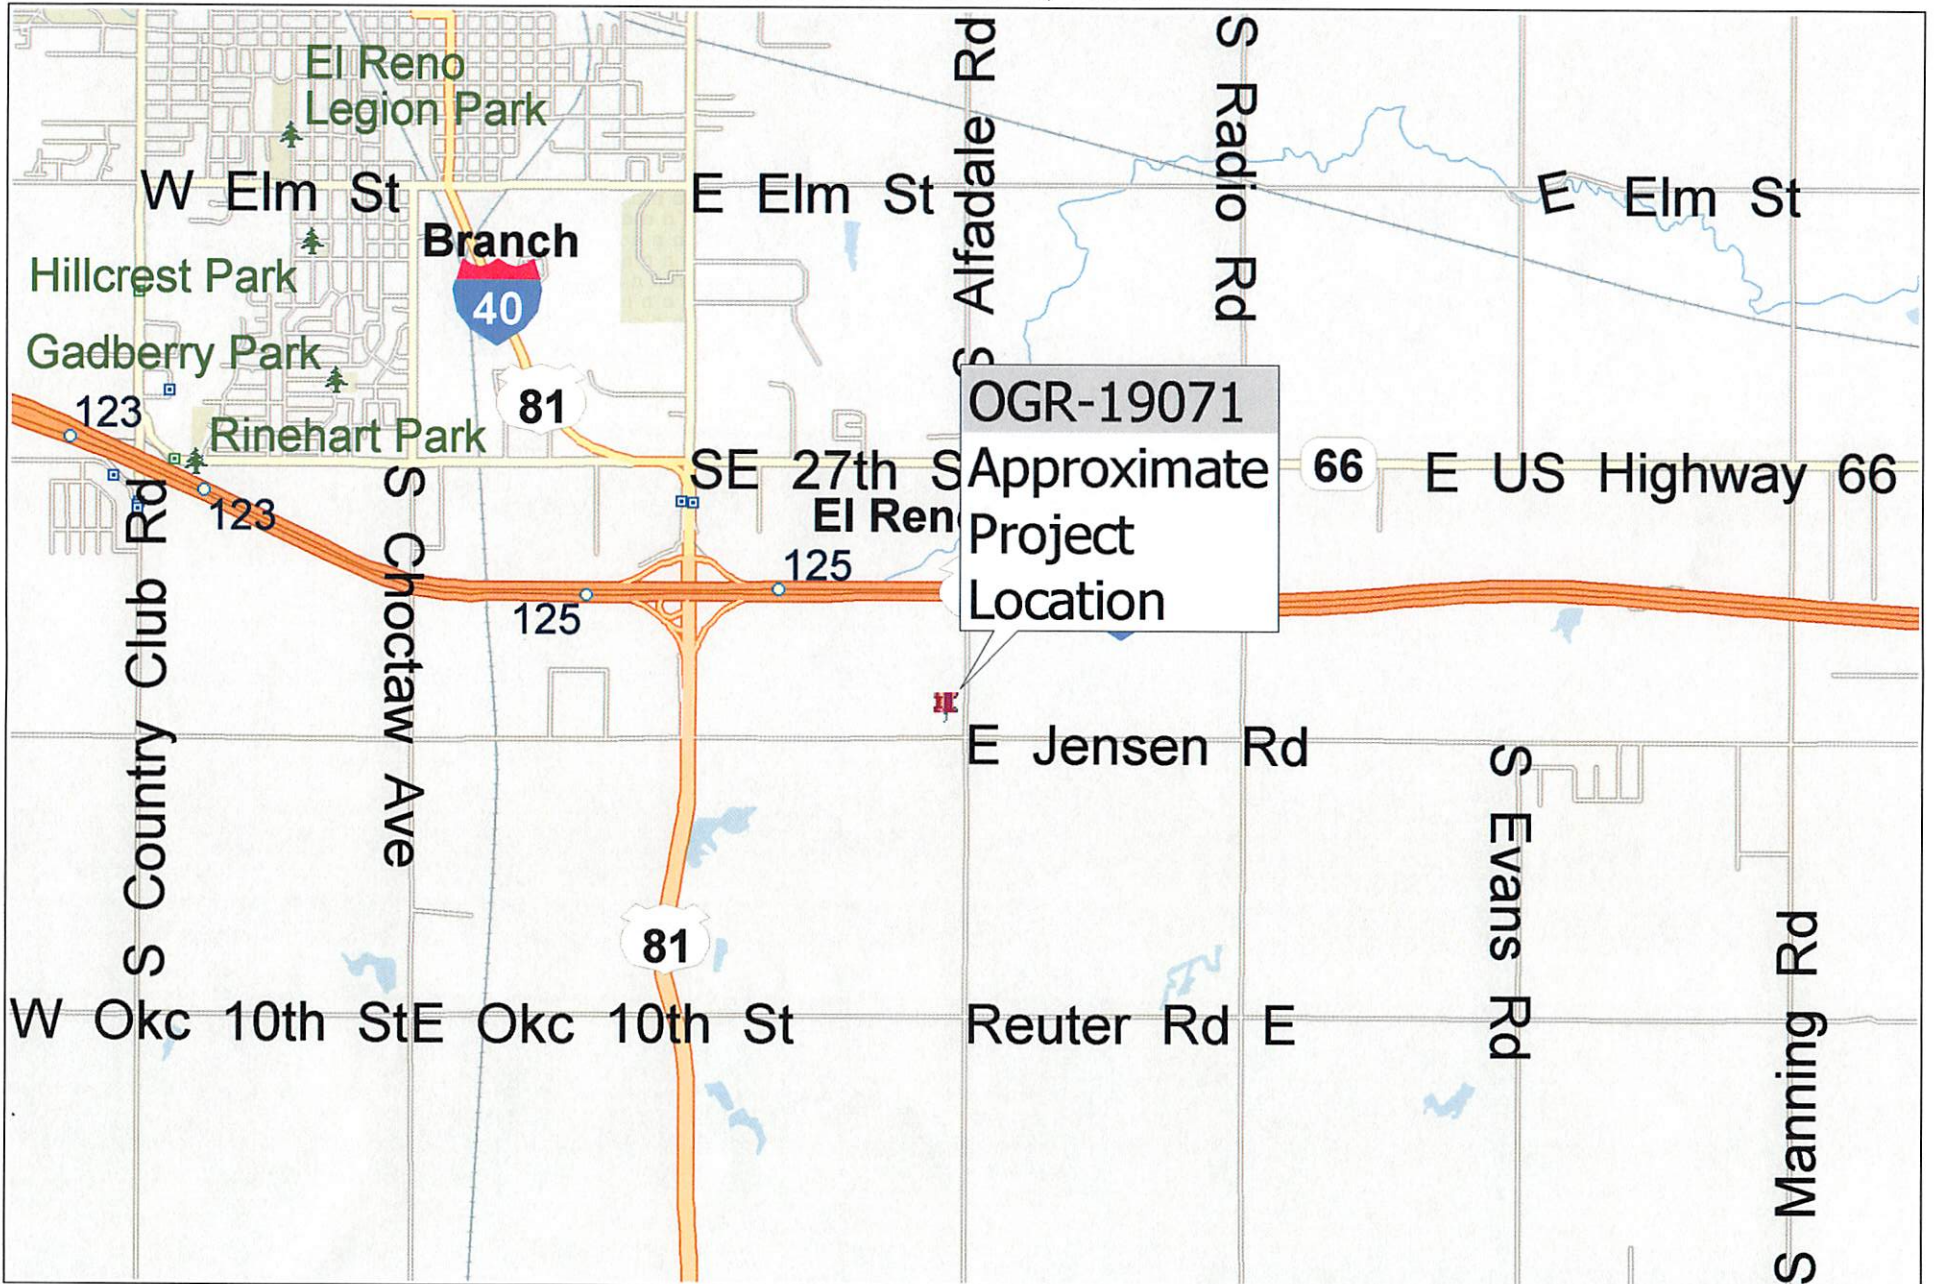 El Reno
Legion Park
S Alfadale Rd
S Radio Rd
W Elm St
E Elm St
E Elm St
Branch
40
Hillcrest Park
Gadberry Park
81
123
Rinehart Park
OGR-19071
Approximate
Project
Location
SE 27th S
66
E US Highway 66
El Ren
123
125
125
S Country Club Rd
S Choctaw Ave
E Jensen Rd
S Evans Rd
81
W Okc 10th St
E Okc 10th St
Reuter Rd E
S Manning Rd
S